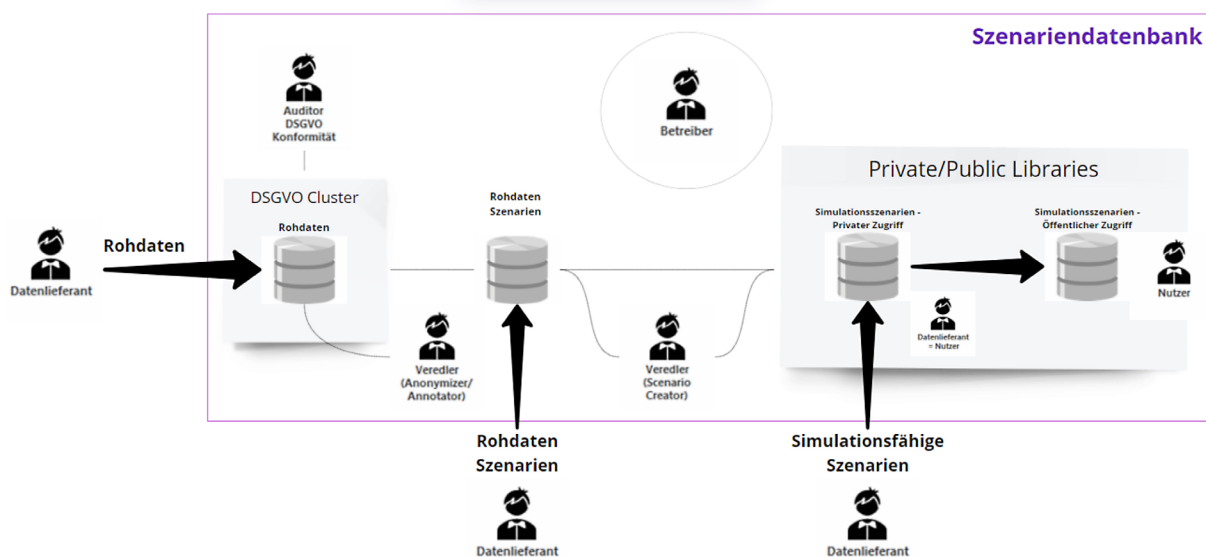 Szenariendatenbank
Auditor
DSGVO
Konformität
Betreiber
Private/Public Libraries
DSGVO Cluster
Rohdaten
Rohdaten
Szenarien
Simulationsszenarien -
Privater Zugriff
Simulationsszenarien -
Öffentlicher Zugriff
Rohdaten
Datenlieferant
Nutzer
Datenlieferant
= Nutzer
Veredler
(Anonymizer/
Annotator)
Veredler
(Scenario
Creator)
Rohdaten
Szenarien
Simulationsfähige
Szenarien
Datenlieferant
Datenlieferant